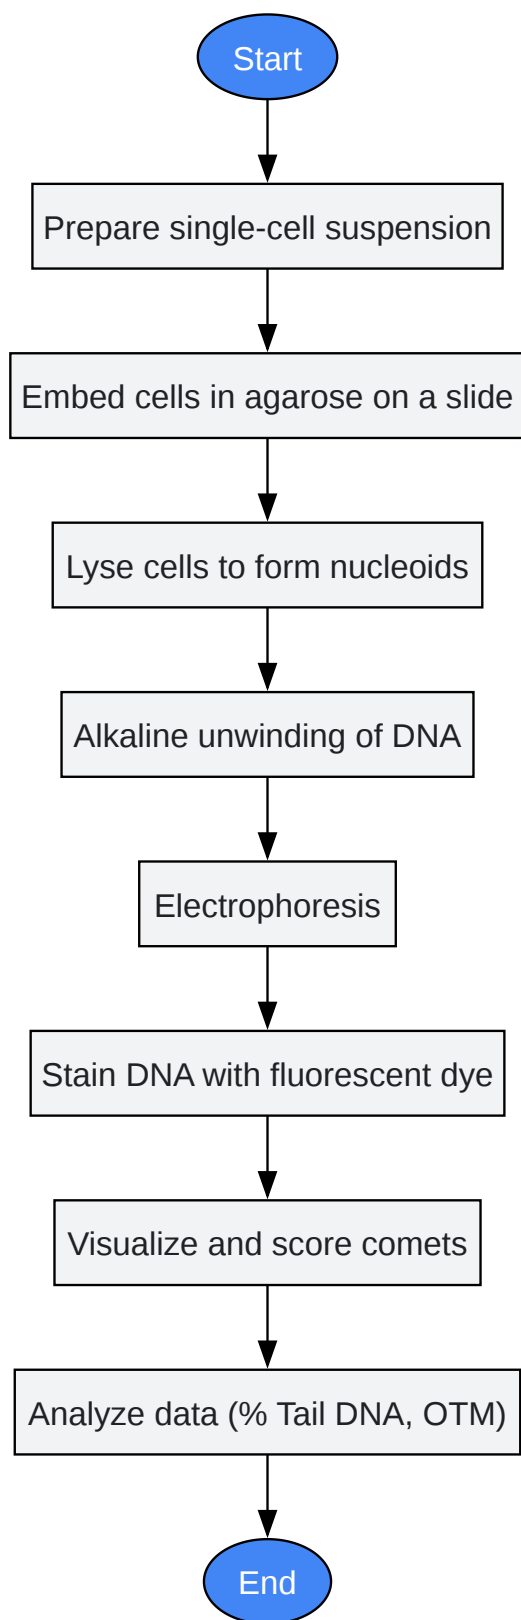 Start
Prepare single-cell suspension
Embed cells in agarose on a slide
Lyse cells to form nucleoids
Alkaline unwinding of DNA
Electrophoresis
Stain DNA with fluorescent dye
Visualize and score comets
Analyze data (% Tail DNA, OTM)
End